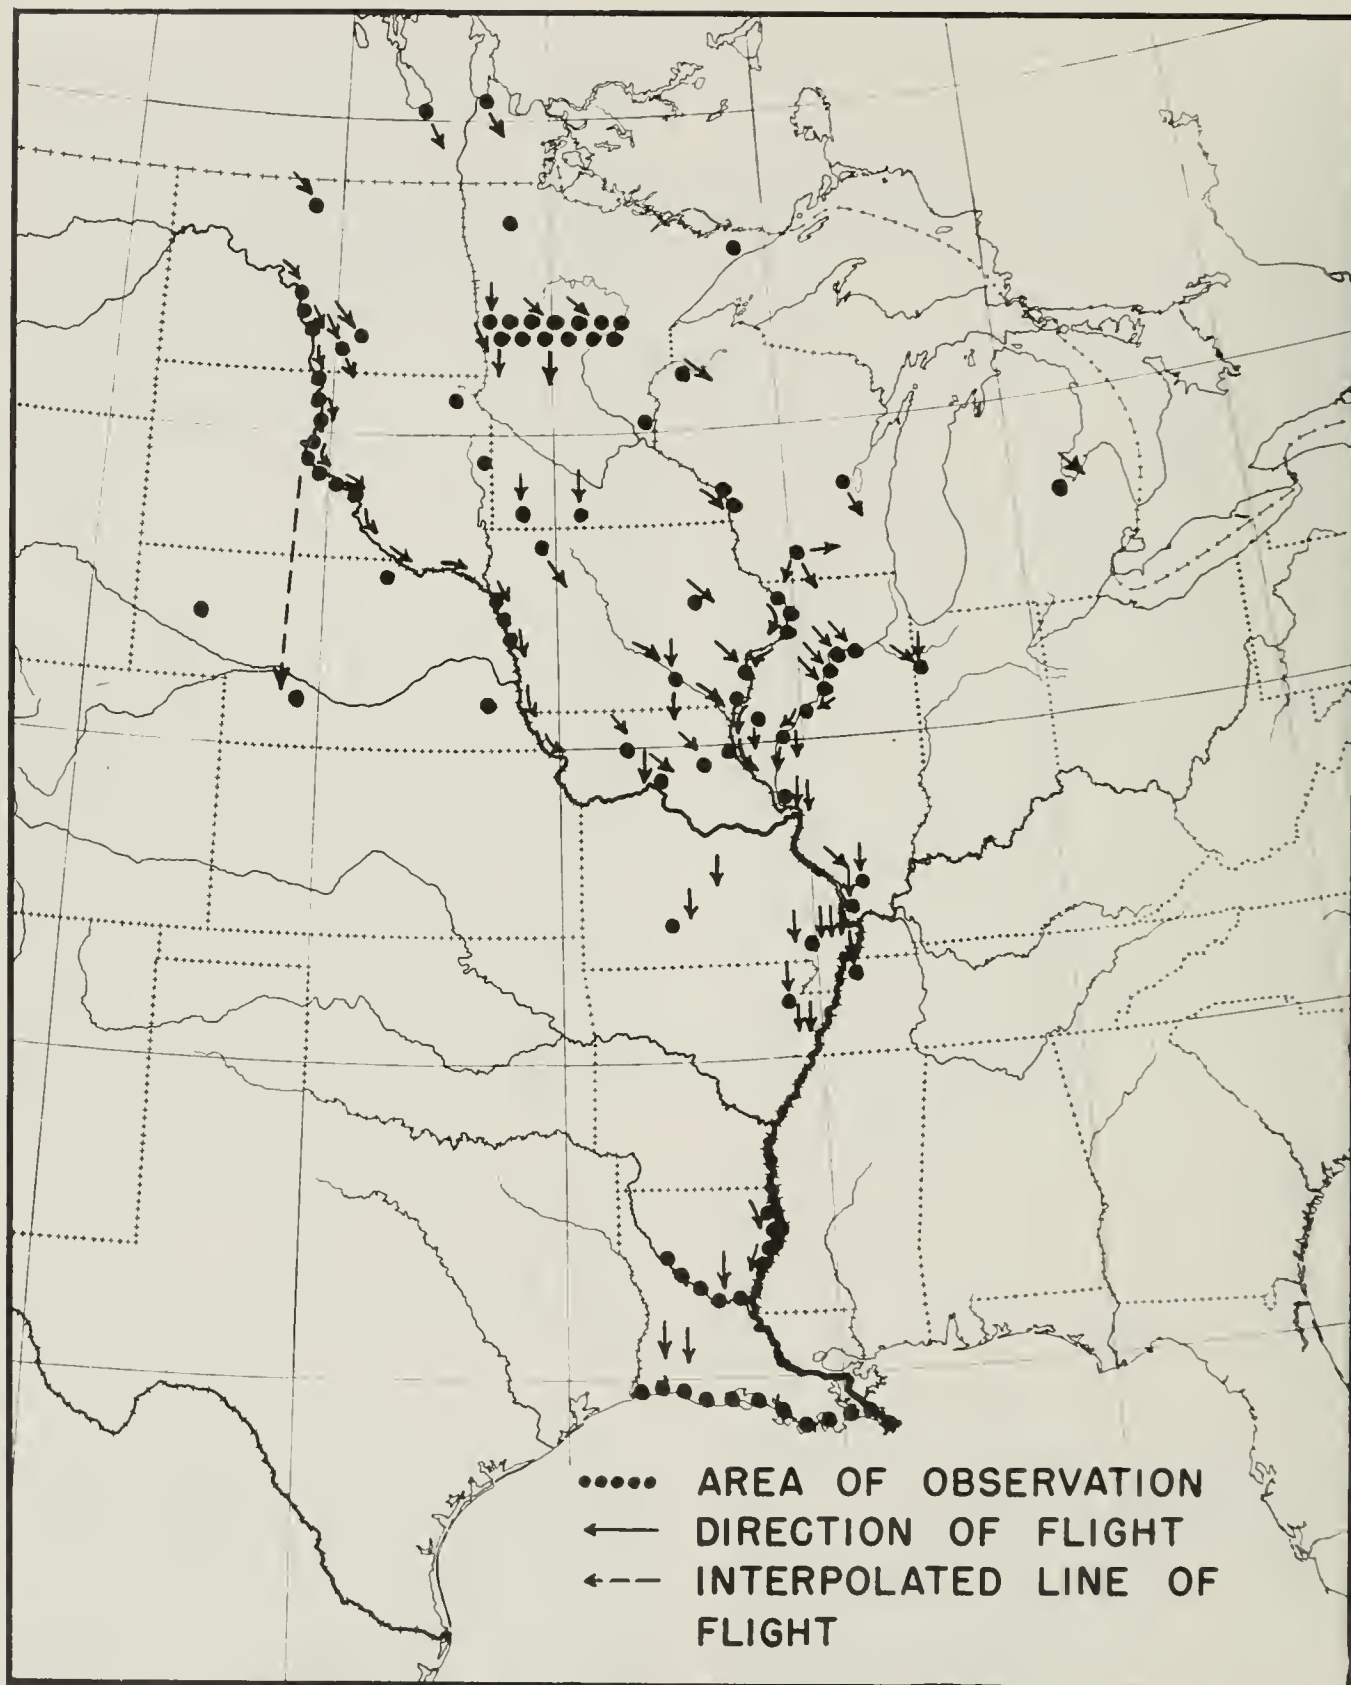 AREA OF OBSERVATION
DIRECTION OF FLIGHT
INTERPOLATED LINE OF
FLIGHT